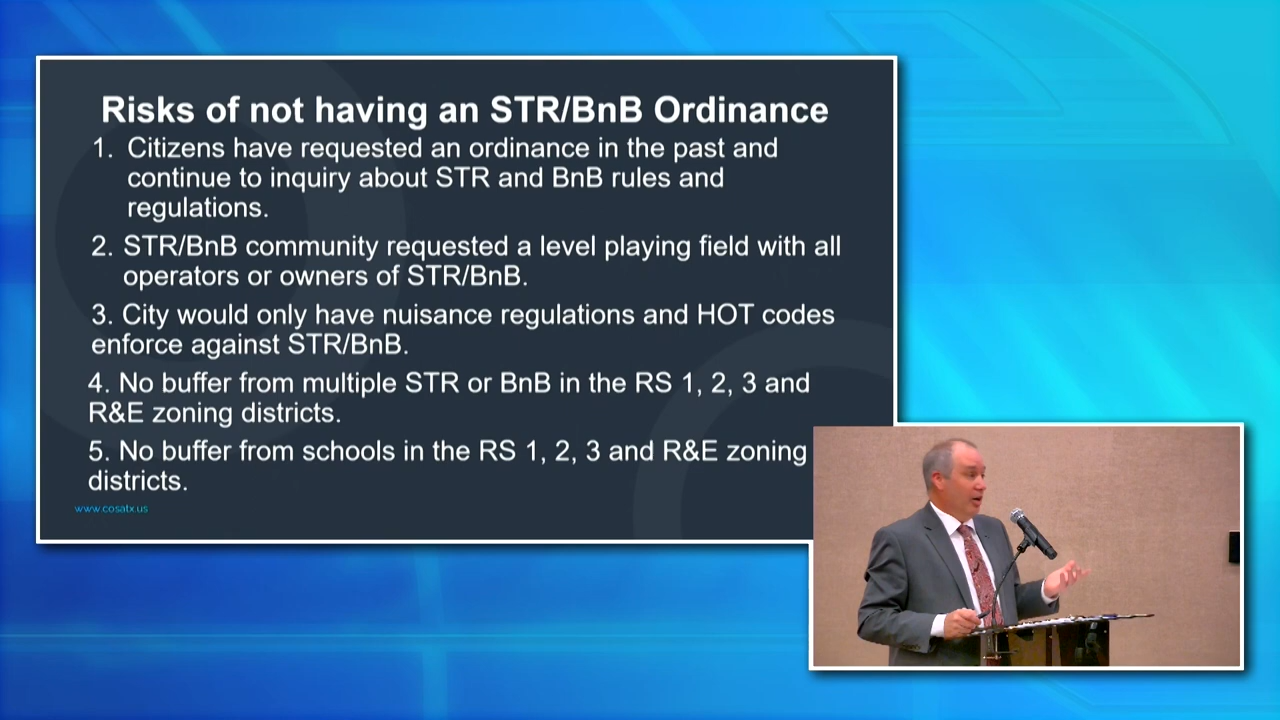 Risks of not having an STR/BnB Ordinance
1. Citizens have requested an ordinance in the past and
continue to inquiry about STR and BnB rules and
regulations.
2. STR/BnB community requested a level playing field with all
operators or owners of STR/BnB.
3. City would only have nuisance regulations and HOT codes
enforce against STR/BnB.
4. No buffer from multiple STR or BnB in the RS 1, 2, 3 and
R&E zoning districts.
5. No buffer from schools in the RS 1, 2, 3 and R&E zoning
districts.
www.cosatx.us